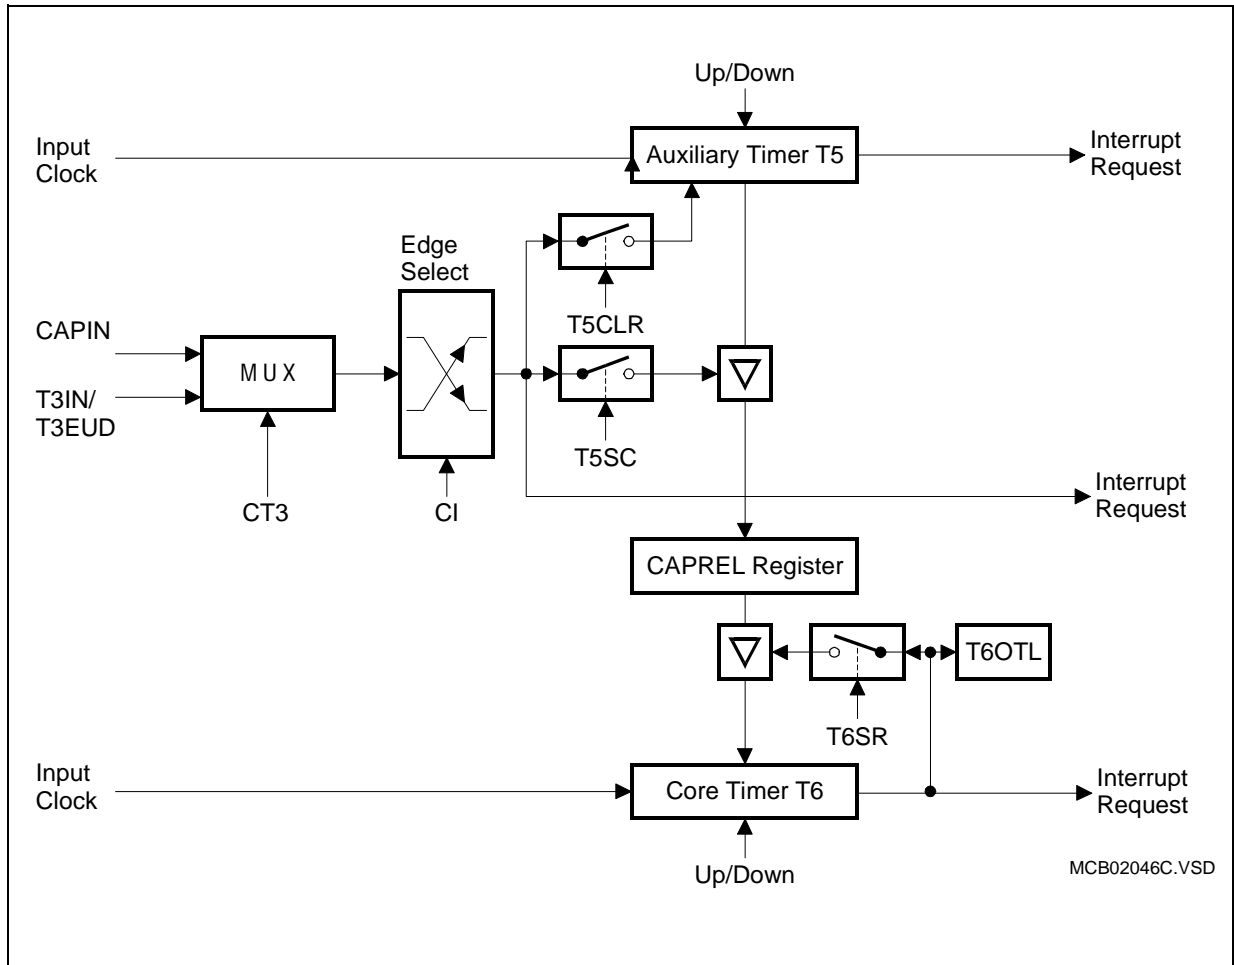 Up/Down
Input
Clock
Auxiliary Timer T5
Interrupt
Request
Edge
Select
T5CLR
CAPIN
MUX
T3IN/
T3EUD
T5SC
CT3
CI
Interrupt
Request
CAPREL Register
T6OTL
T6SR
Input
Clock
Core Timer T6
Interrupt
Request
Up/Down
MCB02046C.VSD